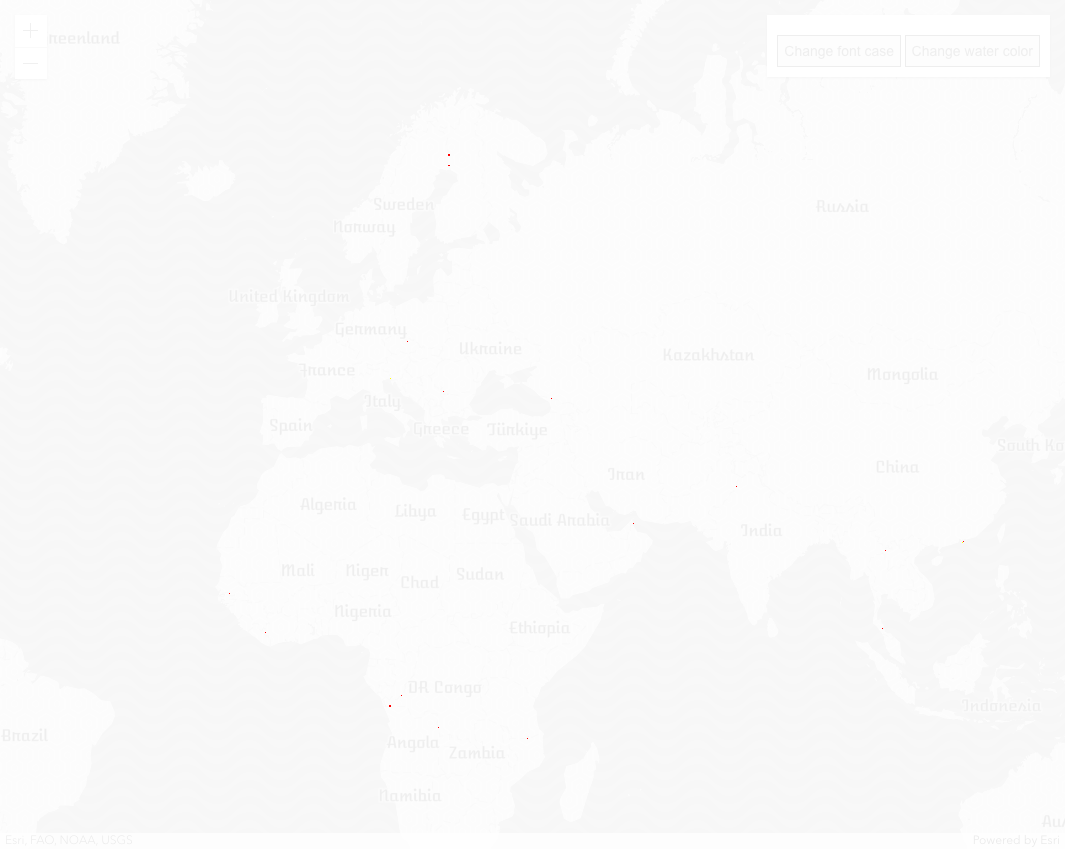 +
reenland
Change font case Change water color
−
Sweden
Russia
Norway
United Kingdom
Germany
Ukraine
Kazakhstan
France
Mongolia
Italy
Spain
Greece
Türkiye
South Ko
China
Iran
Algeria
Libya
Egypt
Saudi Arabia
India
Mali
Niger
Chad
Sudan
Nigeria
Ethiopia
DR Congo
Indonesia
Brazil
Angola
Zambia
Namibia
Aus
Esri, FAO, NOAA, USGS
Powered by Esri